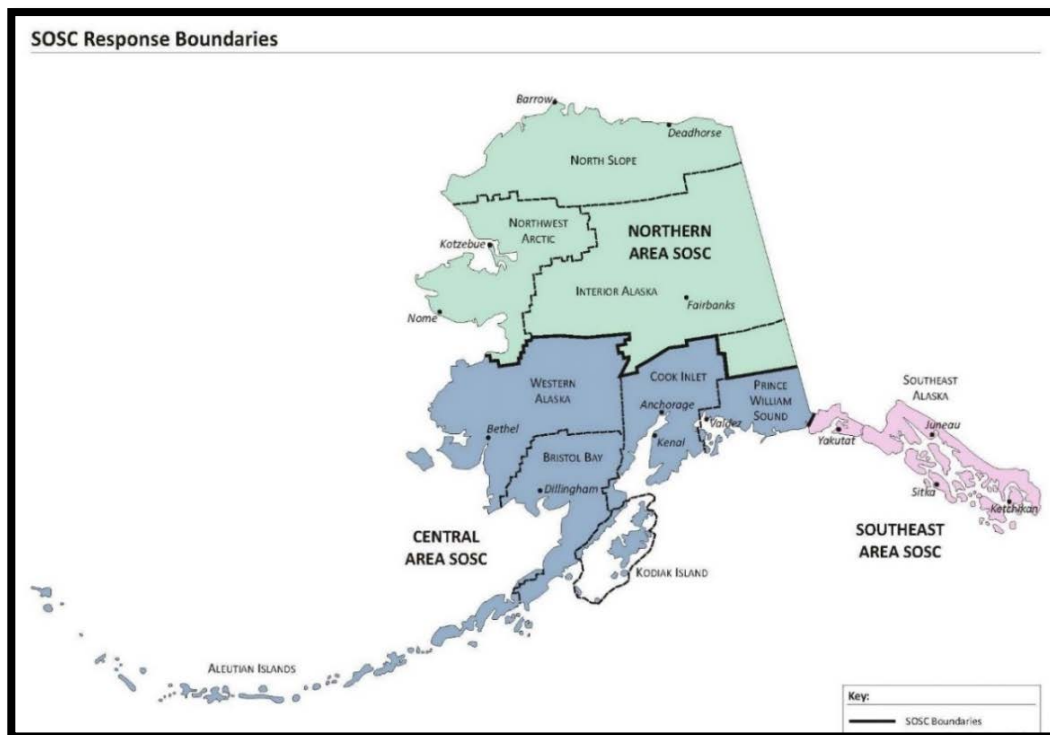 SOSC Response Boundaries
Barrow
Deadhorse
NORTH SLOPE
NORTHWEST
ARCTIC
Kotzebue
NORTHERN
AREA SOSC
INTERIOR ALASKA
Fairbanks
Nome
WESTERN
ALASKA
COOK INLET
PRINCE
WILLIAM
SOUND
SOUTHEAST
ALASKA
Anchorage
Valdez
Juneau
Bethel
Kenai
Yakutat
BRISTOL BAY
Dillingham
Sitka
Ketchikan
CENTRAL
AREA SOSC
SOUTHEAST
AREA SOSC
KODIAK ISLAND
ALEUTIAN ISLANDS
Key:
SOSC Boundaries